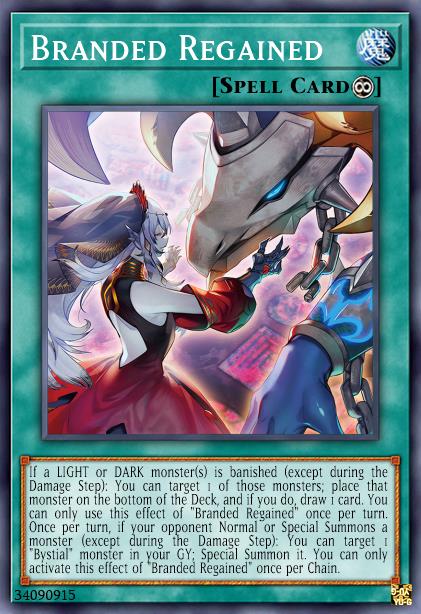 Branded Regained
[Spell Card♾]
If a LIGHT or DARK monster(s) is banished (except during the
Damage Step): You can target 1 of those monsters; place that
monster on the bottom of the Deck, and if you do, draw 1 card. You
can only use this effect of "Branded Regained" once per turn.
Once per turn, if your opponent Normal or Special Summons
a monster (except during the Damage Step): You can target 1
"Bystial" monster in your GY; Special Summon it. You can only
activate this effect of "Branded Regained" once per Chain.
34090915